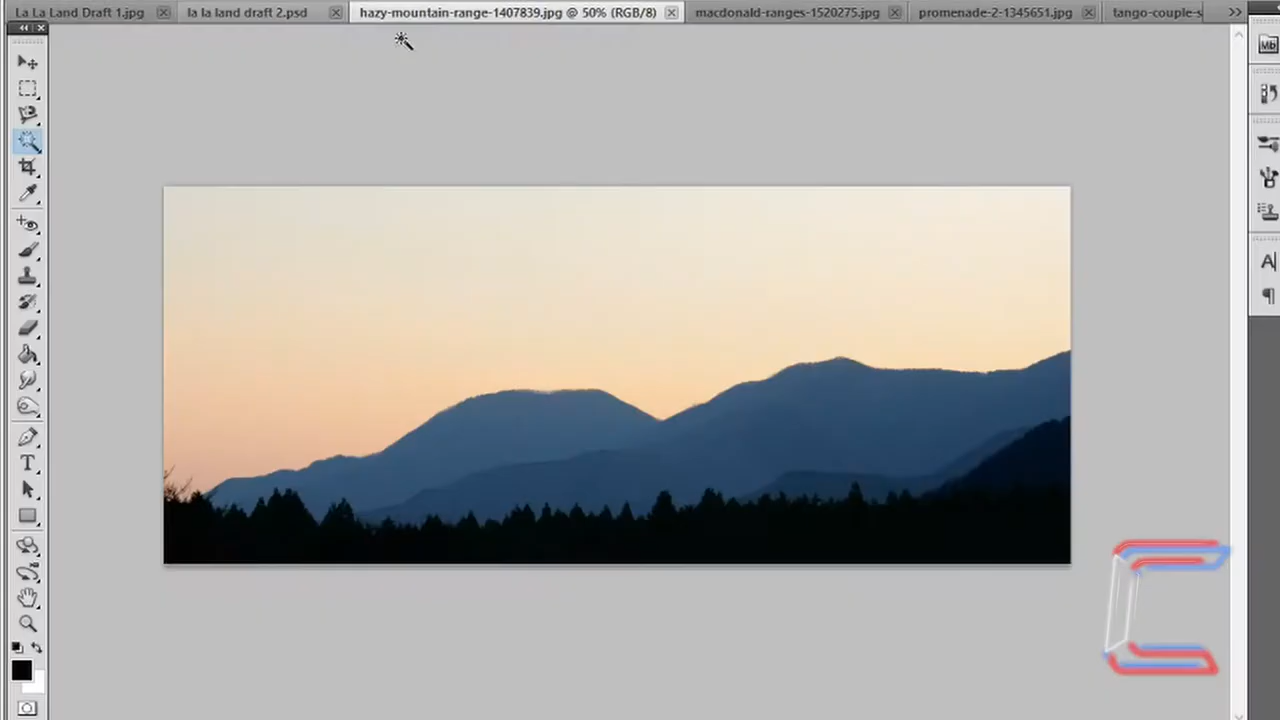 La La Land Draft 1.jpg
la la land draft 2.psd
hazy-mountain-range-1407839.jpg @ 50% (RGB/8)
macdonald-ranges-1520275.jpg
promenade-2-1345651.jpg
tango-couple-s
Mb
T
A